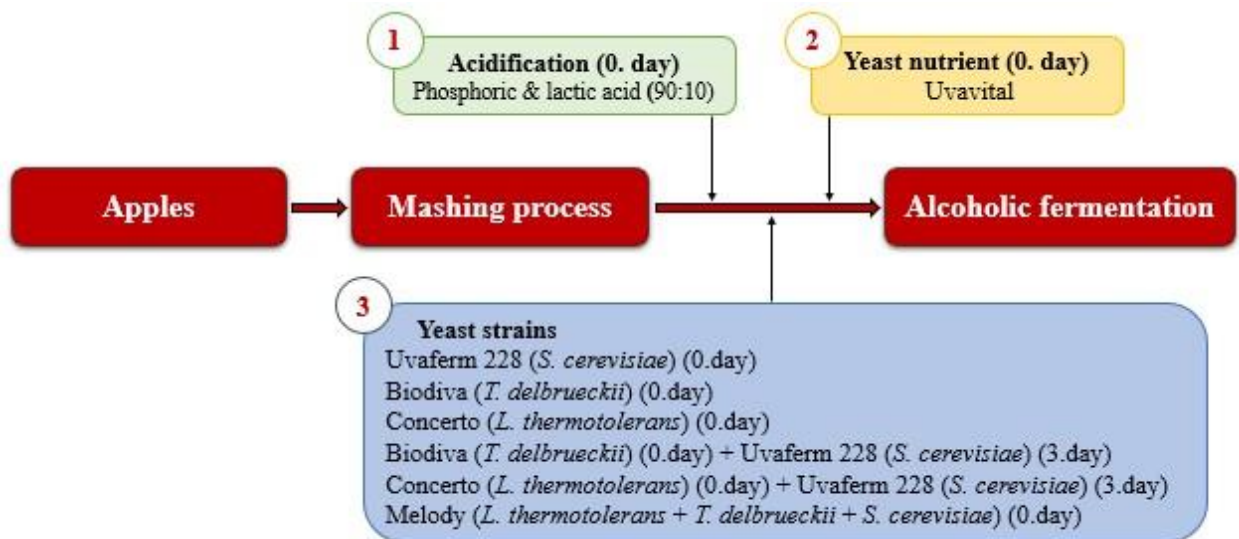 1
Acidification (0. day)
Phosphoric & lactic acid (90:10)
2
Yeast nutrient (0. day)
Uvavital
Apples
Mashing process
Alcoholic fermentation
3
Yeast strains
Uvaferm 228 (S. cerevisiae) (0.day)
Biodiva (T. delbrueckii) (0.day)
Concerto (L. thermotolerans) (0.day)
Biodiva (T. delbrueckii) (0.day) + Uvaferm 228 (S. cerevisiae) (3.day)
Concerto (L. thermotolerans) (0.day) + Uvaferm 228 (S. cerevisiae) (3.day)
Melody (L. thermotolerans + T. delbrueckii + S. cerevisiae) (0.day)